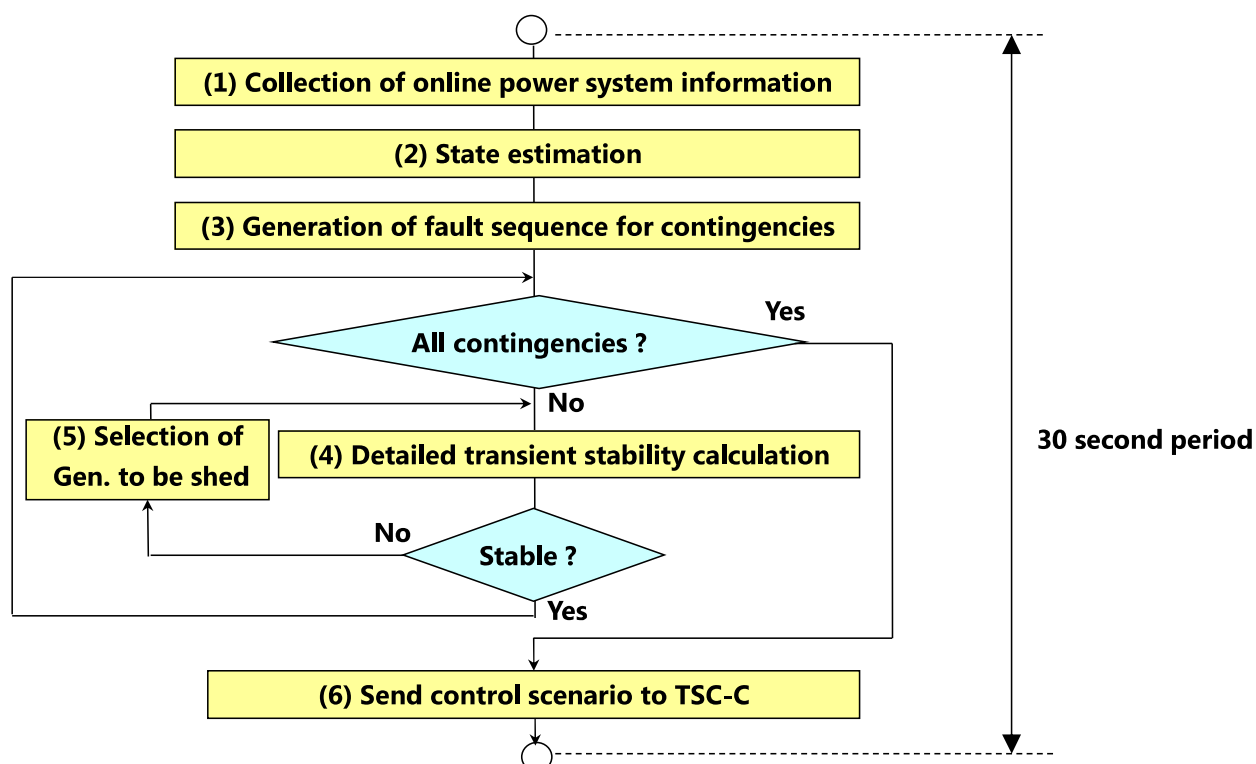 (1) Collection of online power system information
(2) State estimation
(3) Generation of fault sequence for contingencies
Yes
All contingencies ?
No
(5) Selection of
Gen. to be shed
(4) Detailed transient stability calculation
30 second period
No
Stable ?
Yes
(6) Send control scenario to TSC-C